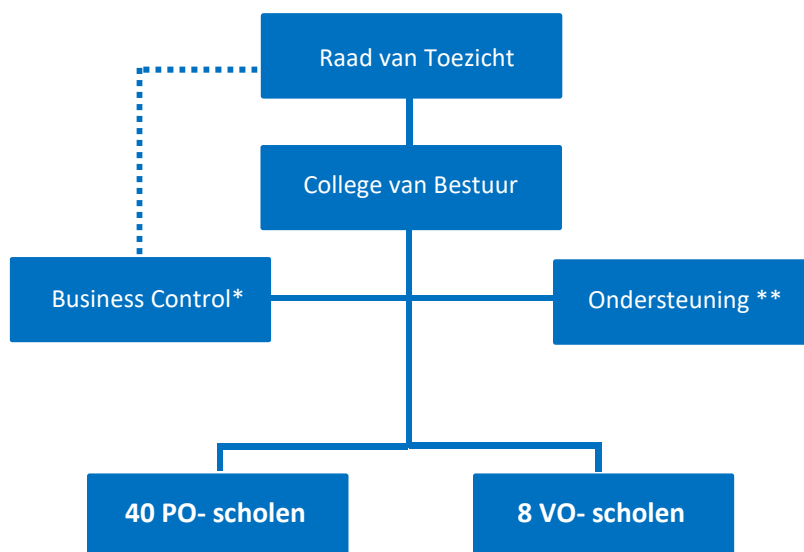 Raad van Toezicht
College van Bestuur
Business Control*
Ondersteuning **
40 PO- scholen
8 VO- scholen